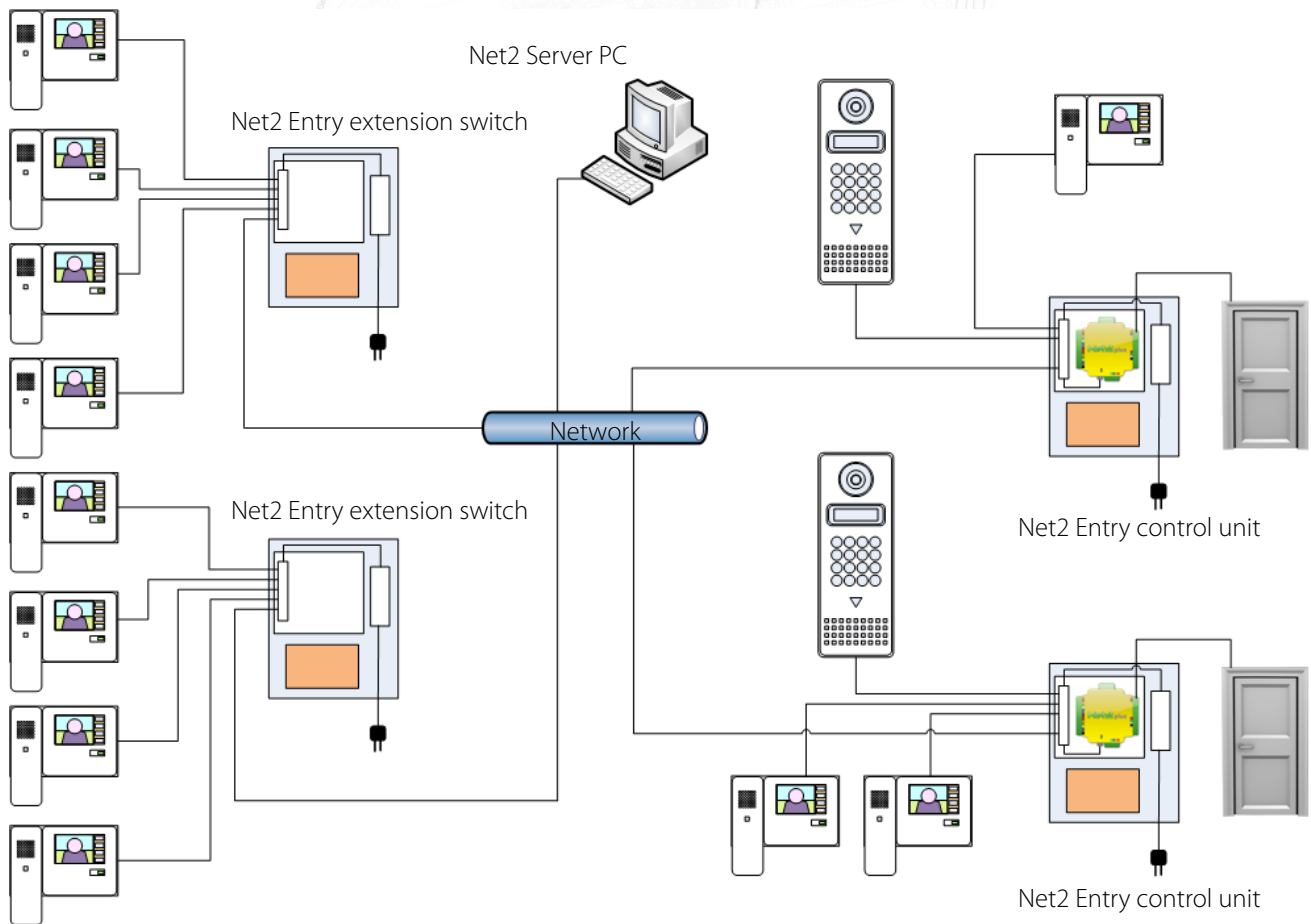 Net2 Server PC
Net2 Entry extension switch
Network
Net2 Entry extension switch
Net2 Entry control unit
Net2 Entry control unit